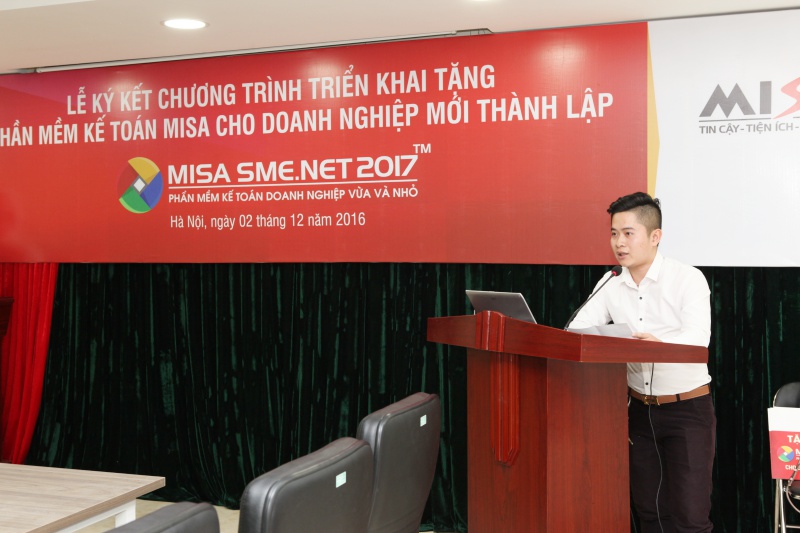 LỄ KÝ KẾT CHƯƠNG TRÌNH TRIỂN KHAI TẶNG
PHẦN MỀM KẾ TOÁN MISA CHO DOANH NGHIỆP MỚI THÀNH LẬP
MISA SME.NET 2017™
PHẦN MỀM KẾ TOÁN DOANH NGHIỆP VỪA VÀ NHỎ
Hà Nội, ngày 02 tháng 12 năm 2016
MIS
TIN CẬY - TIỆN ÍCH -